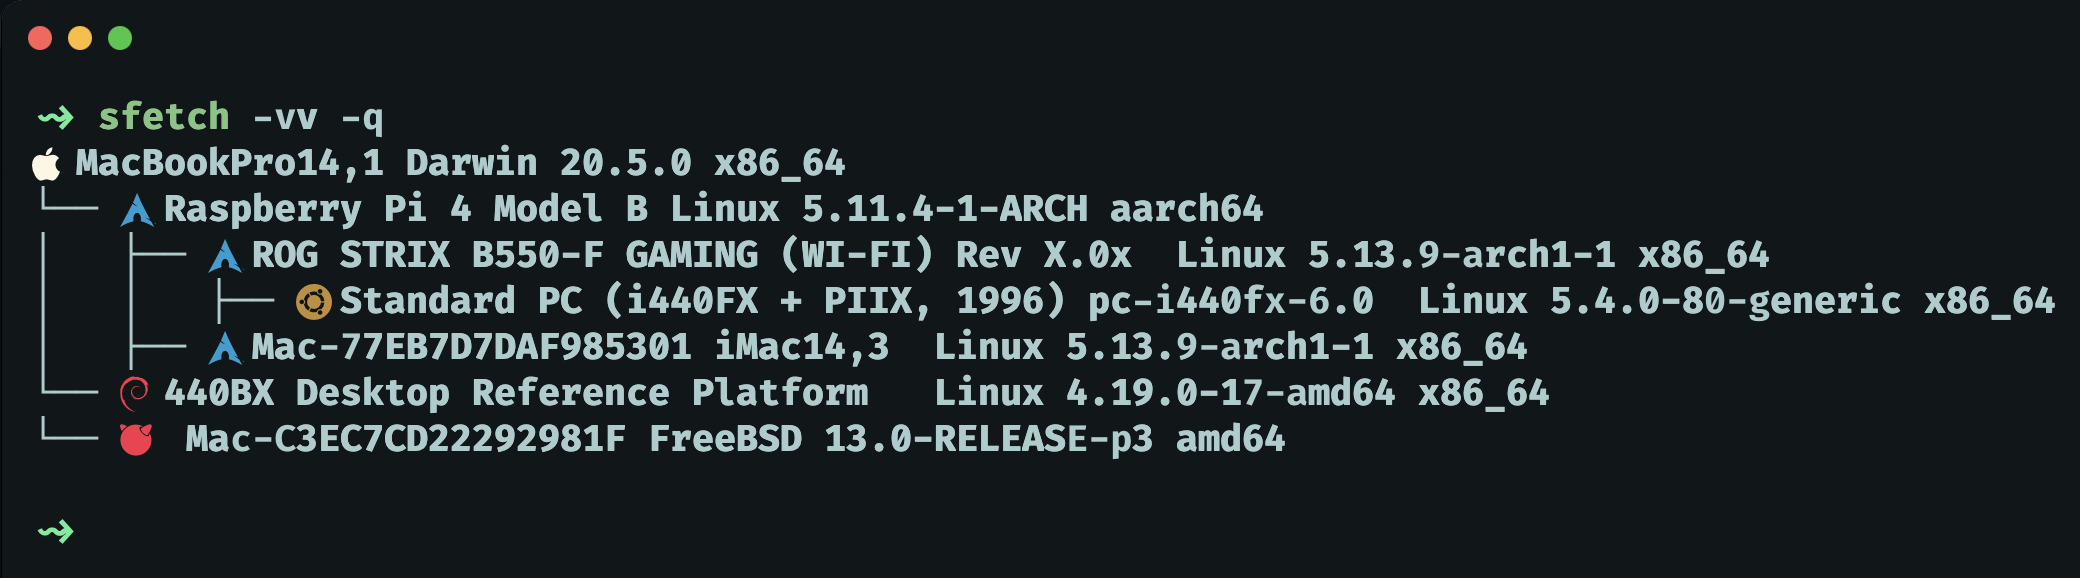 sfetch -vv -q
MacBookPro14,1 Darwin 20.5.0 x86_64
Raspberry Pi 4 Model B Linux 5.11.4-1-ARCH aarch64
ROG STRIX B550-F GAMING (WI-FI) Rev X.0x  Linux 5.13.9-arch1-1 x86_64
Standard PC (i440FX + PIIX, 1996) pc-i440fx-6.0  Linux 5.4.0-80-generic x86_64
Mac-77EB7D7DAF985301 iMac14,3  Linux 5.13.9-arch1-1 x86_64
440BX Desktop Reference Platform   Linux 4.19.0-17-amd64 x86_64
Mac-C3EC7CD22292981F FreeBSD 13.0-RELEASE-p3 amd64